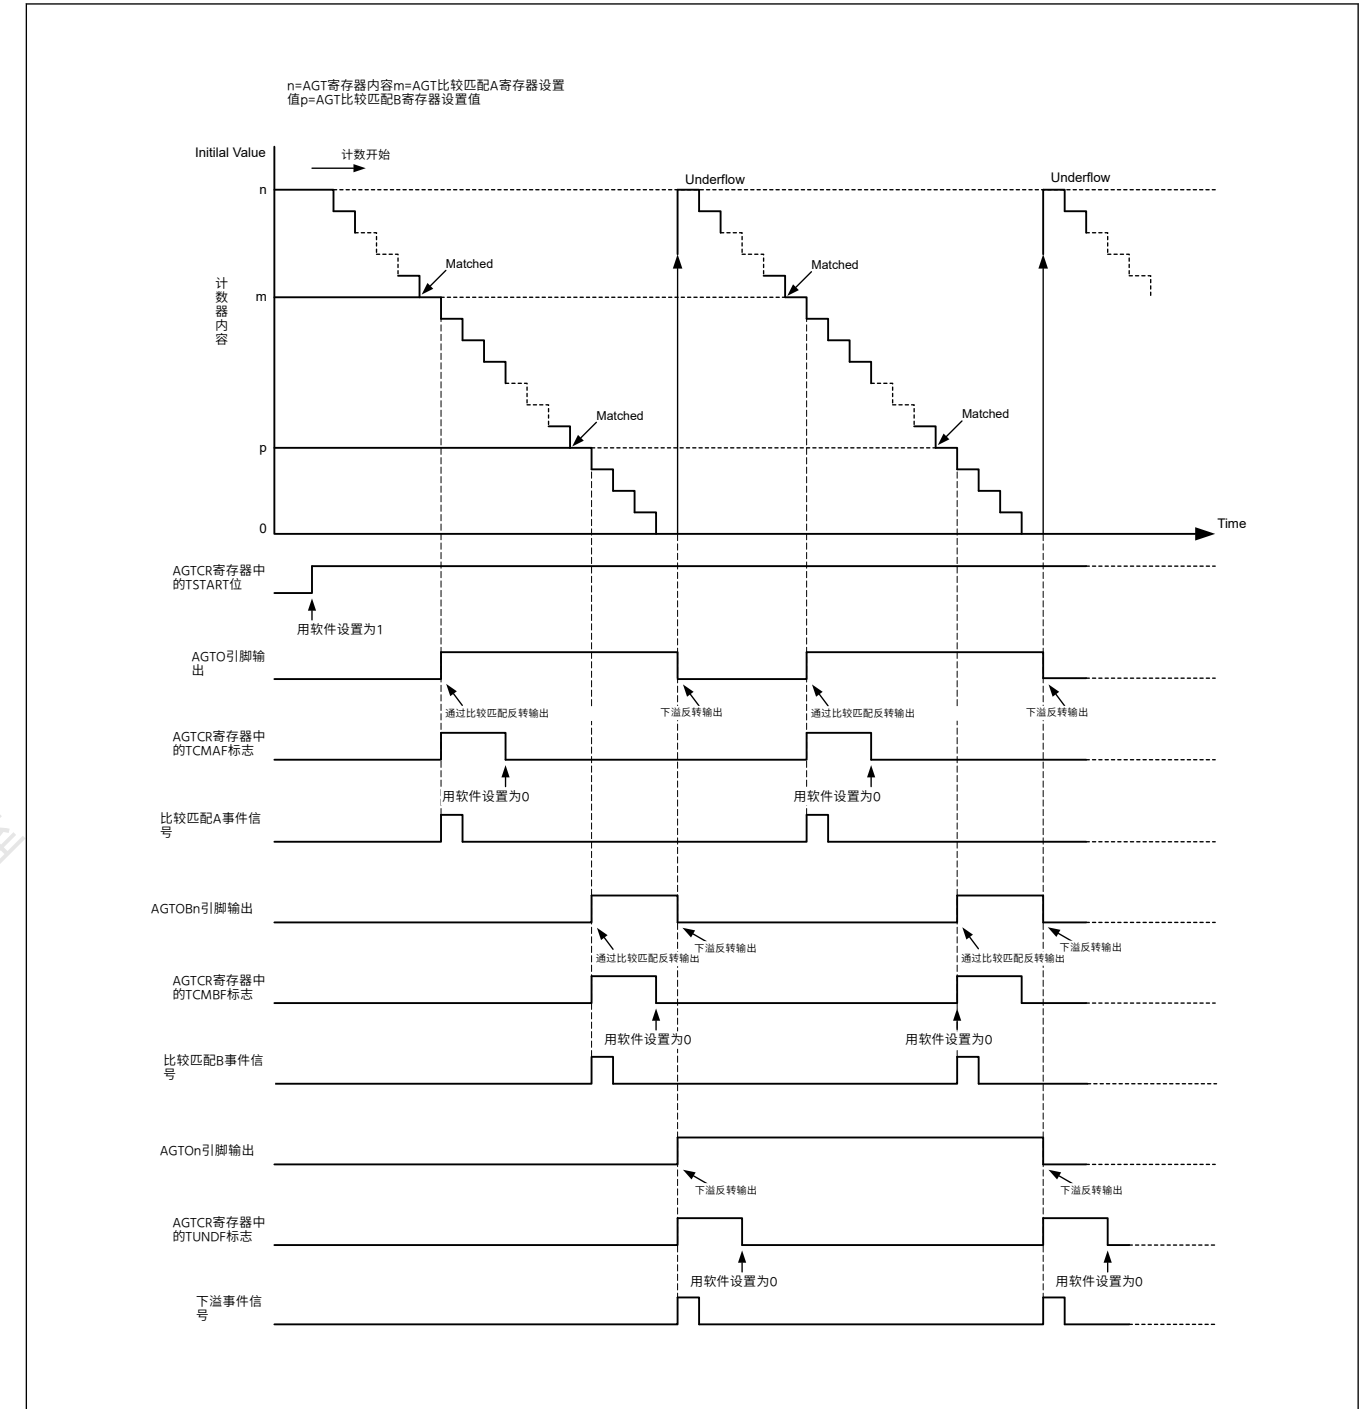 n=AGT寄存器内容m=AGT比较匹配A寄存器设置
值p=AGT比较匹配B寄存器设置值
Initilal Value
计数开始
n
Underflow
Underflow
Matched
Matched
计数器内容
m
Matched
Matched
p
0
Time
AGTCR寄存器中
的TSTART位
用软件设置为1
AGTO引脚输
出
通过比较匹配反转输出
下溢反转输出
通过比较匹配反转输出
下溢反转输出
AGTCR寄存器中
的TCMAF标志
用软件设置为0
用软件设置为0
比较匹配A事件信
号
AGTOBn引脚输出
通过比较匹配反转输出
下溢反转输出
通过比较匹配反转输出
下溢反转输出
AGTCR寄存器中
的TCMBF标志
用软件设置为0
用软件设置为0
比较匹配B事件信
号
AGTOn引脚输出
下溢反转输出
下溢反转输出
AGTCR寄存器中
的TUNDF标志
用软件设置为0
用软件设置为0
下溢事件信
号